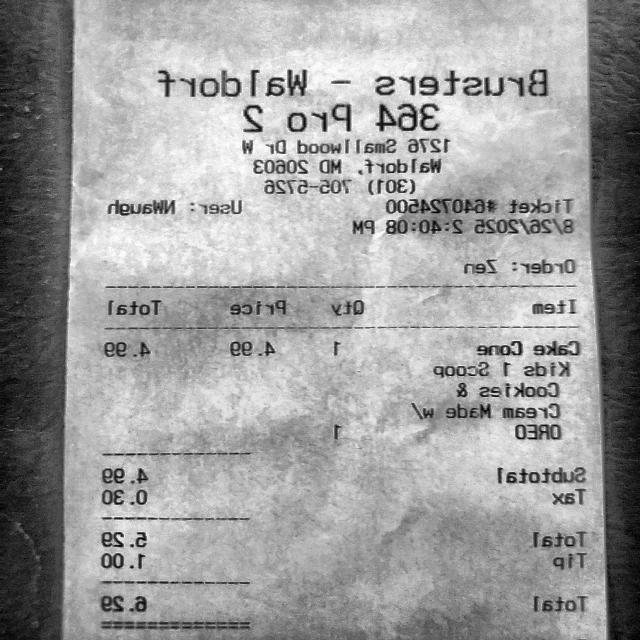 Brusters - Waldorf
364 Pro 2
1276 Smallwood Dr W
Waldorf, MD 20603
(301) 705-5726
Ticket #640724500 User: NWaugh
8/26/2025 2:40:08 PM
Order: Zen
Item Qty Price Total
Cake Cone 1 4.99 4.99
Kids 1 Scoop
Cookies &
Cream Made w/
OREO 1
Subtotal 4.99
Tax 0.30
Total 5.29
Tip 1.00
Total 6.29